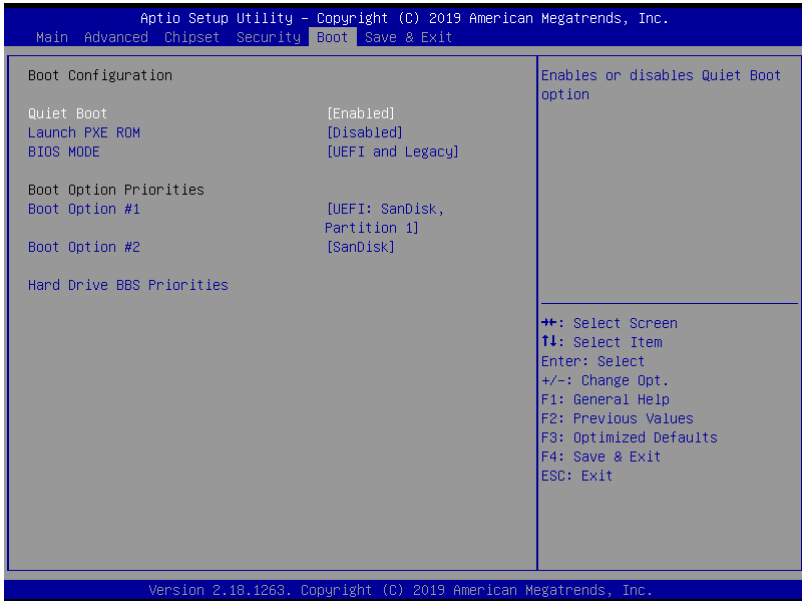 Aptio Setup Utility – Copyright (C) 2019 American Megatrends, Inc.
Main Advanced Chipset Security Boot Save & Exit
Boot Configuration
Quiet Boot [Enabled]
Launch PXE ROM [Disabled]
BIOS MODE [UEFI and Legacy]
Boot Option Priorities
Boot Option #1 [UEFI: SanDisk,
Partition 1]
Boot Option #2 [SanDisk]
Hard Drive BBS Priorities
Enables or disables Quiet Boot
option
→←: Select Screen
↑↓: Select Item
Enter: Select
+/-: Change Opt.
F1: General Help
F2: Previous Values
F3: Optimized Defaults
F4: Save & Exit
ESC: Exit
Version 2.18.1263. Copyright (C) 2019 American Megatrends, Inc.